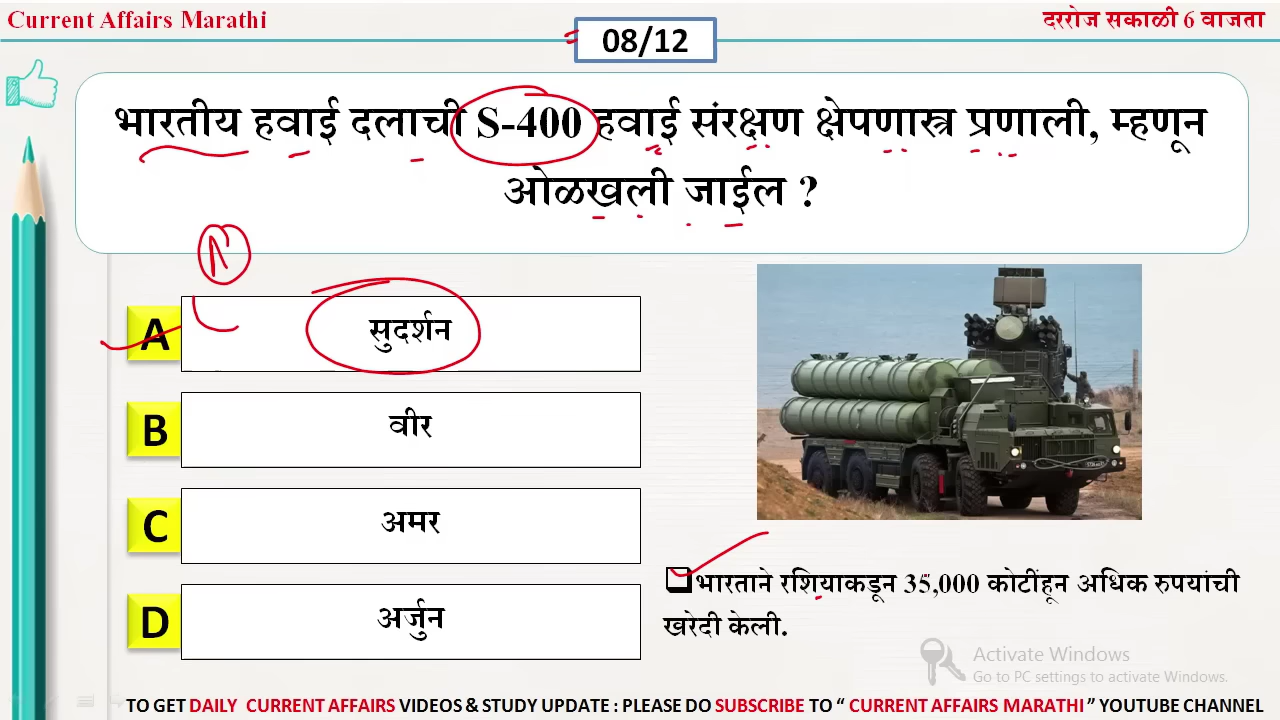 Current Affairs Marathi
दररोज सकाळी 6 वाजता
08/12
भारतीय हवाई दलाची S-400 हवाई संरक्षण क्षेपणास्त्र प्रणाली, म्हणून
ओळखली जाईल ?
A सुदर्शन
B वीर
C अमर
D अर्जुन
भारताने रशियाकडून 35,000 कोटींहून अधिक रुपयांची
खरेदी केली.
Activate Windows
Go to PC settings to activate Windows.
TO GET DAILY CURRENT AFFAIRS VIDEOS & STUDY UPDATE : PLEASE DO SUBSCRIBE TO “ CURRENT AFFAIRS MARATHI ” YOUTUBE CHANNEL